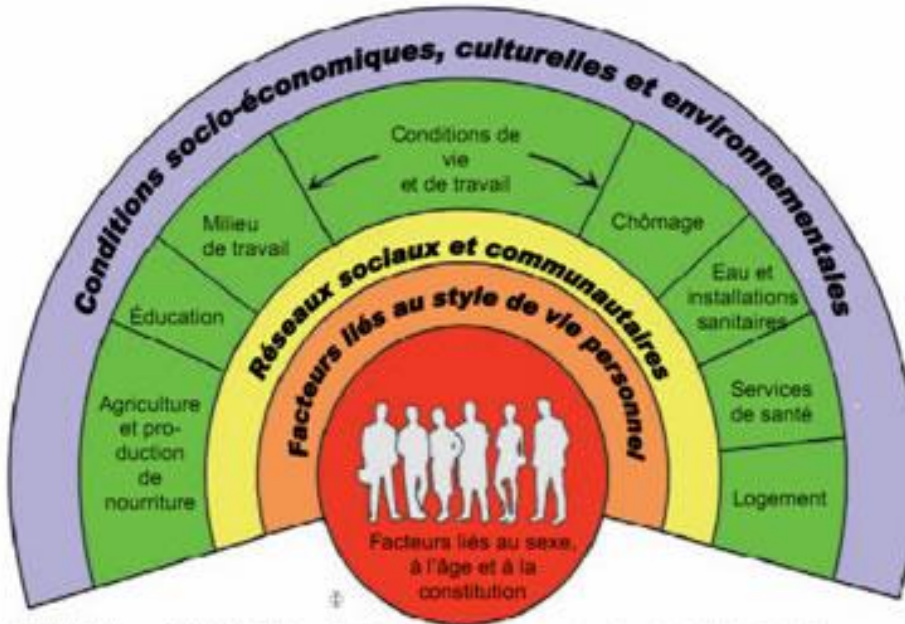 Conditions socio-économiques, culturelles et environnementales
Conditions de
vie
et de travail
Milieu
de travail
Chômage
Éducation
Eau et
installations
sanitaires
Agriculture
et pro-
duction
de
nourriture
Services
de santé
Logement
Réseaux sociaux et communautaires
Facteurs liés au style de vie personnel
Facteurs liés au sexe,
à l'âge et à la
constitution